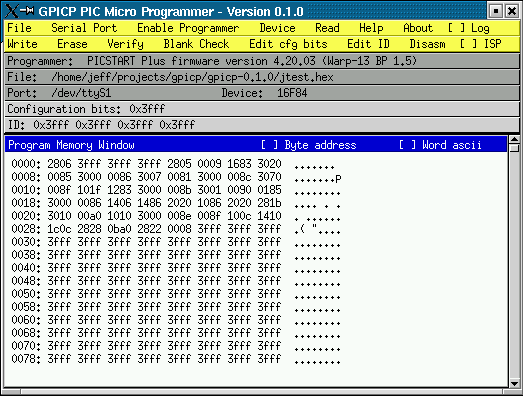 GPICP PIC Micro Programmer - Version 0.1.0
File Serial Port Enable Programmer Device Read Help About [ ] Log
Write Erase Verify Blank Check Edit cfg bits Edit ID Disasm [ ] ISP
Programmer: PICSTART Plus firmware version 4.20.03 (Warp-13 BP 1.5)
File: /home/jeff/projects/gpicp/gpicp-0.1.0/jtest.hex
Port: /dev/ttyS1 Device: 16F84
Configuration bits: 0x3fff
ID: 0x3fff 0x3fff 0x3fff 0x3fff
Program Memory Window [ ] Byte address [ ] Word ascii
0000: 2806 3fff 3fff 3fff 2805 0009 1683 3020 .......
0008: 0085 3000 0086 3007 0081 3000 008c 3070 .......p
0010: 008f 101f 1283 3000 008b 3001 0090 0185 ........
0018: 3000 0086 1406 1486 2020 1086 2020 281b .... . .
0020: 3010 00a0 1010 3000 008e 008f 100c 1410 . ......
0028: 1c0c 2828 0ba0 2822 0008 3fff 3fff 3fff .( "....
0030: 3fff 3fff 3fff 3fff 3fff 3fff 3fff 3fff ........
0038: 3fff 3fff 3fff 3fff 3fff 3fff 3fff 3fff ........
0040: 3fff 3fff 3fff 3fff 3fff 3fff 3fff 3fff ........
0048: 3fff 3fff 3fff 3fff 3fff 3fff 3fff 3fff ........
0050: 3fff 3fff 3fff 3fff 3fff 3fff 3fff 3fff ........
0058: 3fff 3fff 3fff 3fff 3fff 3fff 3fff 3fff ........
0060: 3fff 3fff 3fff 3fff 3fff 3fff 3fff 3fff ........
0068: 3fff 3fff 3fff 3fff 3fff 3fff 3fff 3fff ........
0070: 3fff 3fff 3fff 3fff 3fff 3fff 3fff 3fff ........
0078: 3fff 3fff 3fff 3fff 3fff 3fff 3fff 3fff ........